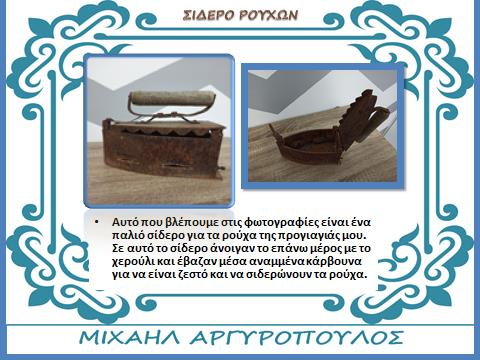 ΣΙΔΕΡΟ ΡΟΥΧΩΝ
• Αυτό που βλέπουμε στις φωτογραφίες είναι ένα
παλιό σίδερο για τα ρούχα της προγιαγιάς μου.
Σε αυτό το σίδερο άνοιγαν το επάνω μέρος με το
χερούλι και έβαζαν μέσα αναμμένα κάρβουνα
για να είναι ζεστό και να σιδερώνουν τα ρούχα.
ΜΙΧΑΗΛ ΑΡΓΥΡΟΠΟΥΛΟΣ